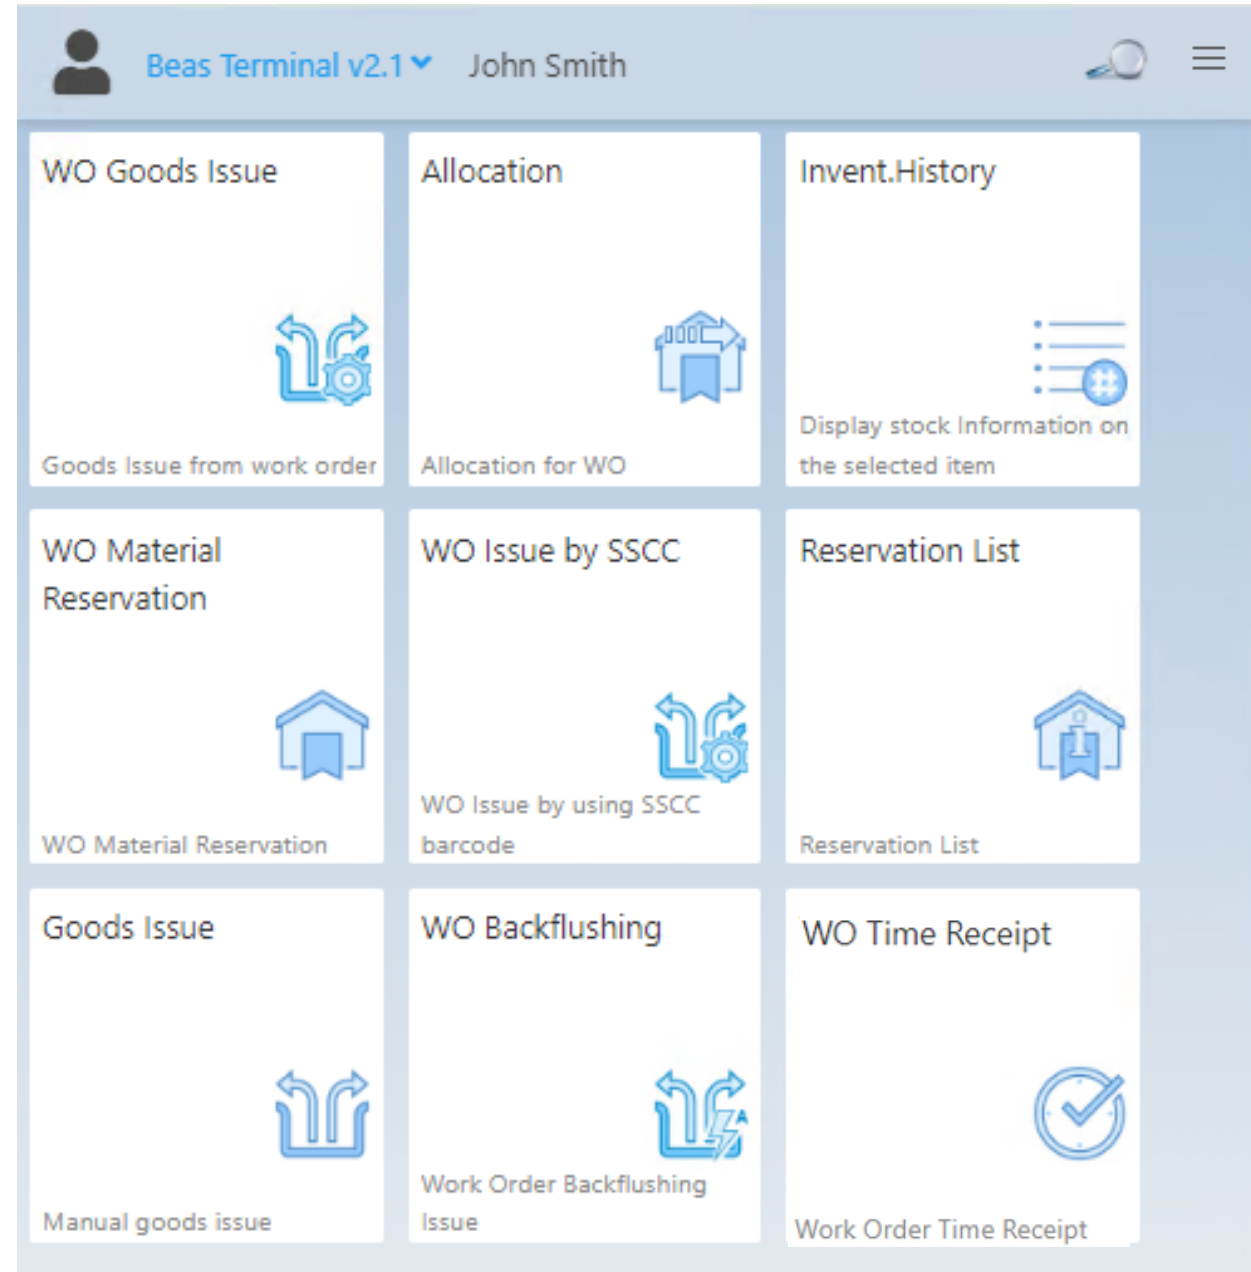 Beas Terminal v2.1 John Smith
WO Goods Issue
Goods Issue from work order
Allocation
Allocation for WO
Invent.History
Display stock Information on
the selected item
WO Material
Reservation
WO Material Reservation
WO Issue by SSCC
WO Issue by using SSCC
barcode
Reservation List
Reservation List
Goods Issue
Manual goods issue
WO Backflushing
Work Order Backflushing
Issue
WO Time Receipt
Work Order Time Receipt